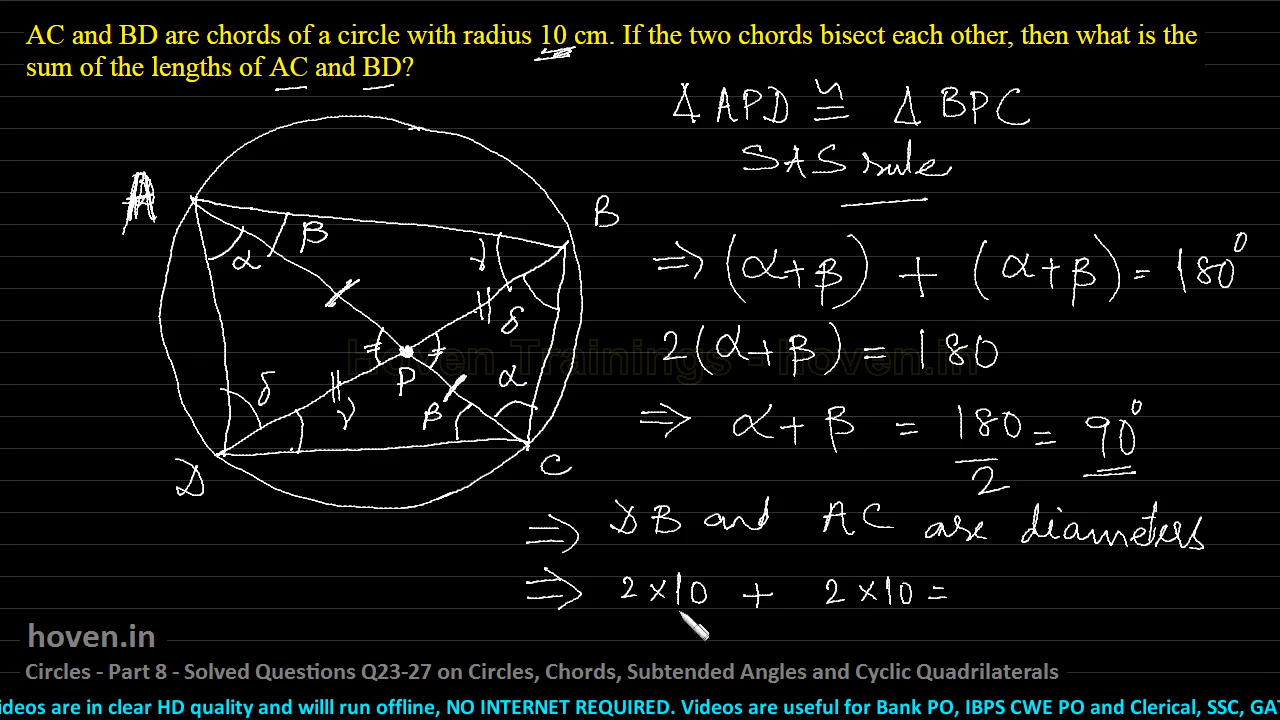 AC and BD are chords of a circle with radius 10 cm. If the two chords bisect each other, then what is the
sum of the lengths of AC and BD?
Δ APD ≅ Δ BPC
SAS rule
A
B
β
α
γ
δ
⇒ (α+β) + (α+β) = 180°
2(α+β) = 180
Hoven Trainings - Hoven.in
P
α
δ
γ
β
⇒ α+β = 180/2 = 90°
D
C
⇒ DB and AC are diameters
⇒ 2×10 + 2×10 =
hoven.in
Circles - Part 8 - Solved Questions Q23-27 on Circles, Chords, Subtended Angles and Cyclic Quadrilaterals
ideos are in clear HD quality and willl run offline, NO INTERNET REQUIRED. Videos are useful for Bank PO, IBPS CWE PO and Clerical, SSC, GA